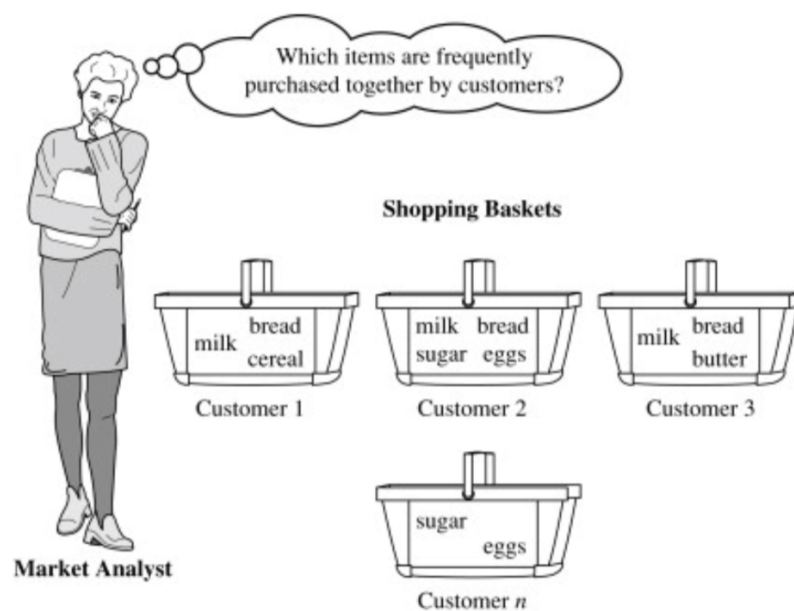 Which items are frequently
purchased together by customers?
Shopping Baskets
milk bread
cereal
Customer 1
milk bread
sugar eggs
Customer 2
milk bread
butter
Customer 3
sugar
eggs
Customer n
Market Analyst